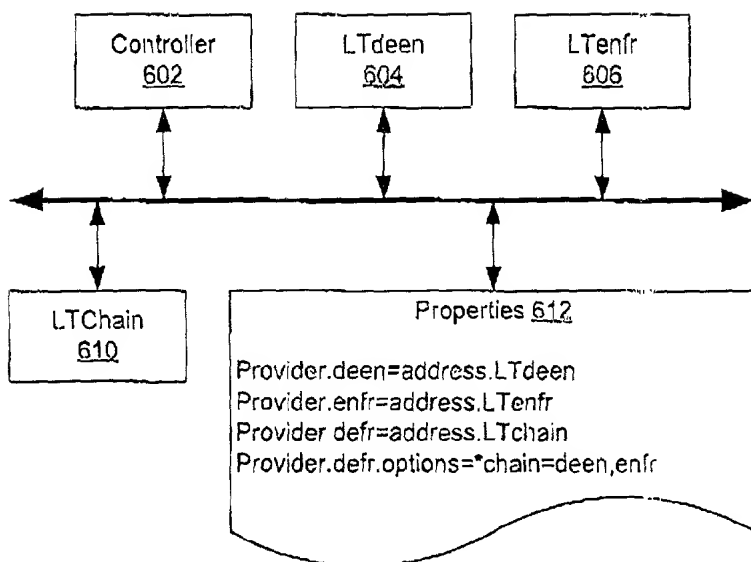 Controller
602
LTdeen
604
LTenfr
606
LTChain
610
Properties 612
Provider.deen=address.LTdeen
Provider.enfr=address.LTenfr
Provider defr=address.LTchain
Provider.defr.options=*chain=deen,enfr